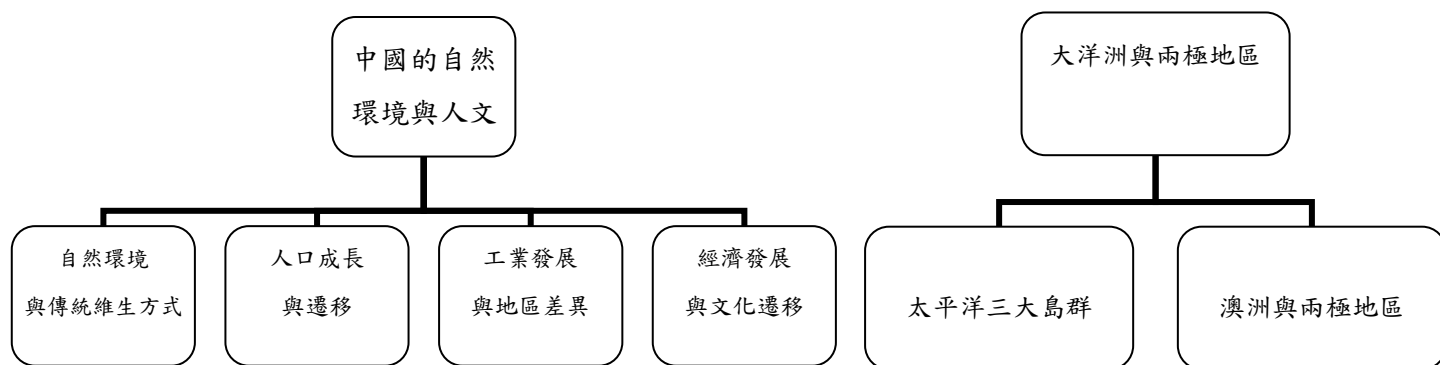 中國的自然
環境與人文
大洋洲與兩極地區
自然環境
與傳統維生方式
人口成長
與遷移
工業發展
與地區差異
經濟發展
與文化遷移
太平洋三大島群
澳洲與兩極地區